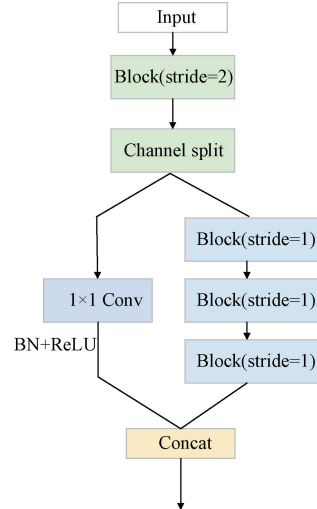 Input
Block(stride=2)
Channel split
Block(stride=1)
1×1 Conv
Block(stride=1)
BN+ReLU
Block(stride=1)
Concat